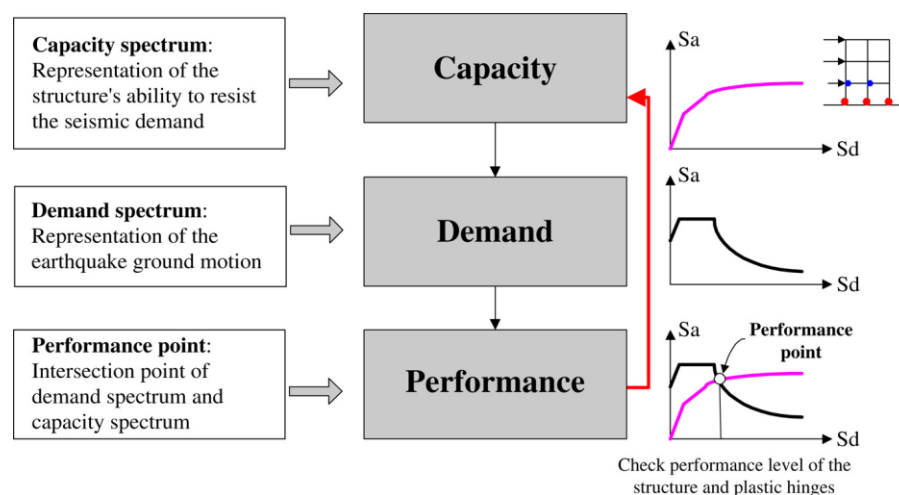 Capacity spectrum:
Representation of the
structure's ability to resist
the seismic demand
Capacity
Sa
Sd
Demand spectrum:
Representation of the
earthquake ground motion
Demand
Sa
Sd
Performance point:
Intersection point of
demand spectrum and
capacity spectrum
Performance
Sa
Performance
point
Sd
Check performance level of the
structure and plastic hinges